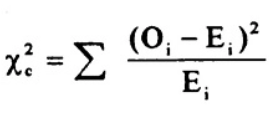 χ²_c = Σ (O_i − E_i)² / E_i